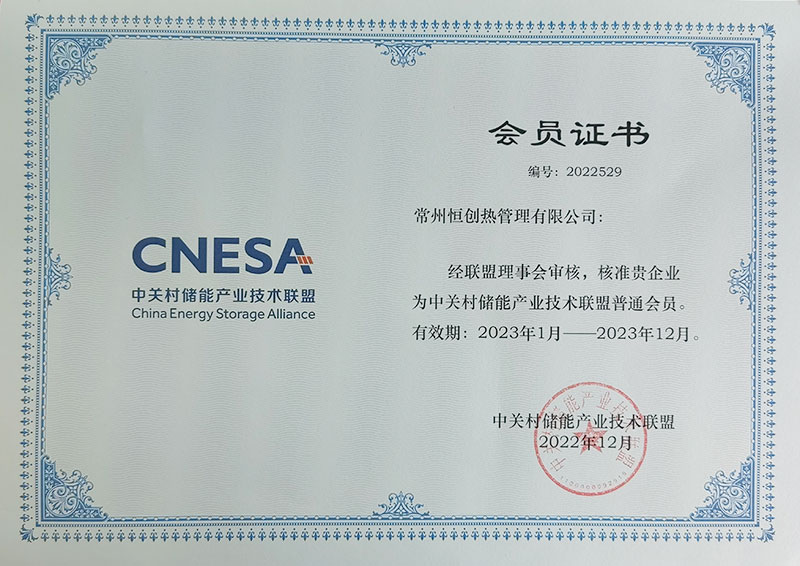 CNESA
中关村储能产业技术联盟
China Energy Storage Alliance
会员证书
编号：2022529
常州恒创热管理有限公司：
经联盟理事会审核，核准贵企业
为中关村储能产业技术联盟普通会员。
有效期：2023年1月——2023年12月。
中关村储能产业技术联盟
2022年12月